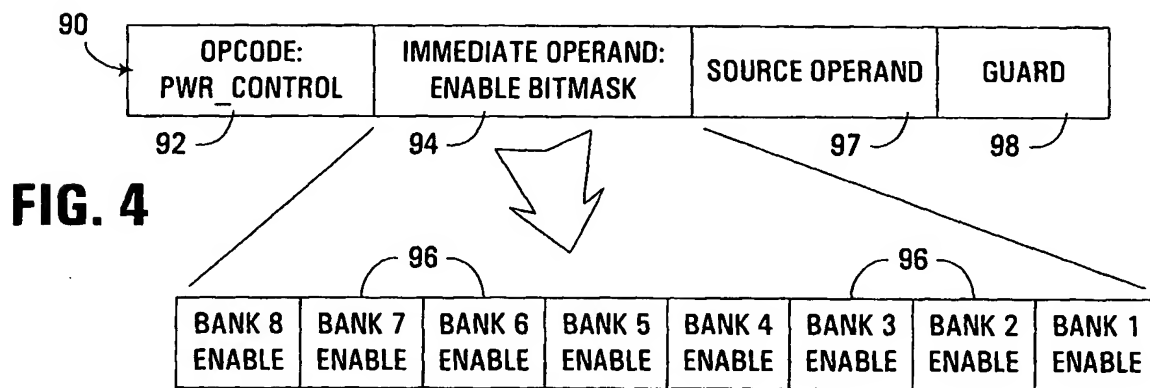 90
OPCODE:
PWR_CONTROL
IMMEDIATE OPERAND:
ENABLE BITMASK
SOURCE OPERAND
GUARD
92
94
97
98
FIG. 4
96
96
BANK 8
ENABLE
BANK 7
ENABLE
BANK 6
ENABLE
BANK 5
ENABLE
BANK 4
ENABLE
BANK 3
ENABLE
BANK 2
ENABLE
BANK 1
ENABLE